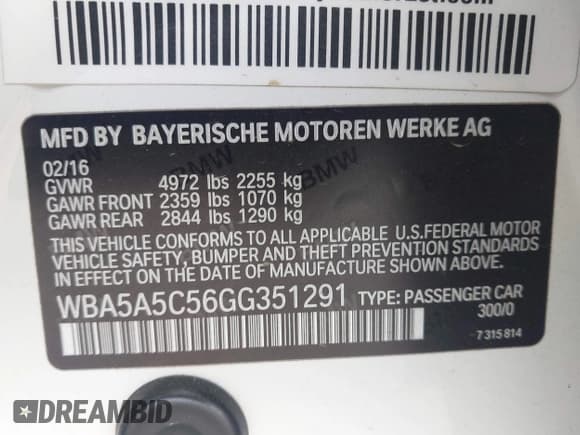 MFD BY BAYERISCHE MOTOREN WERKE AG
02/16
GVWR 4972 lbs 2255 kg
GAWR FRONT 2359 lbs 1070 kg
GAWR REAR 2844 lbs 1290 kg
THIS VEHICLE CONFORMS TO ALL APPLICABLE U.S.FEDERAL MOTOR
VEHICLE SAFETY, BUMPER AND THEFT PREVENTION STANDARDS
IN EFFECT ON THE DATE OF MANUFACTURE SHOWN ABOVE.
WBA5A5C56GG351291 TYPE: PASSENGER CAR
300/0
7 315 814
DREAMBID